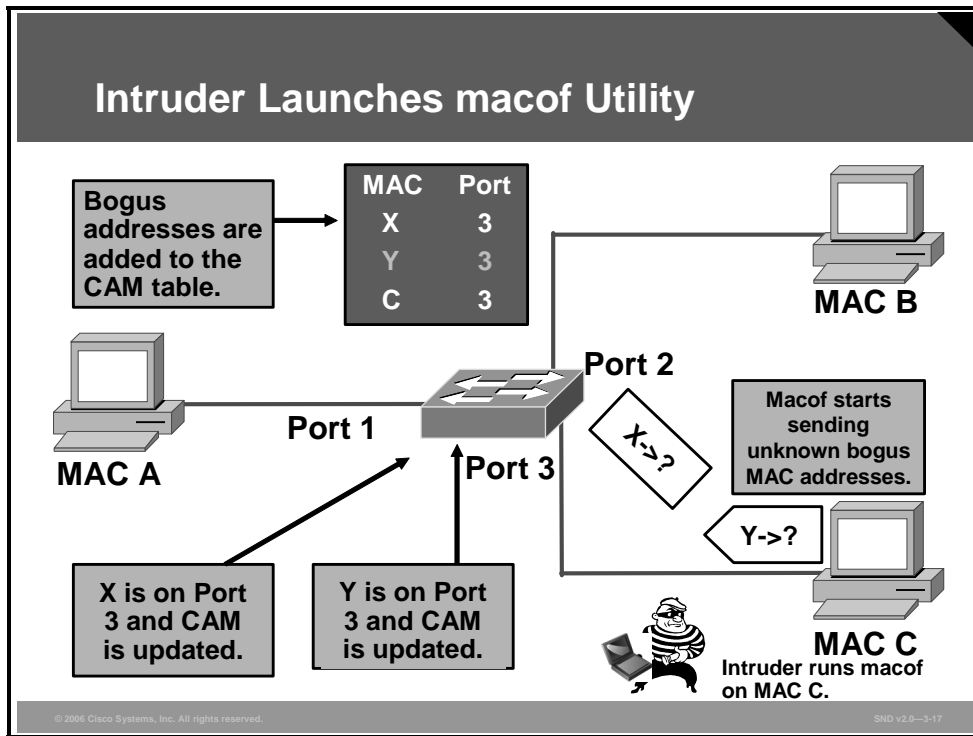 Intruder Launches macof Utility
Bogus
addresses are
added to the
CAM table.
MAC Port
X 3
Y 3
C 3
MAC B
MAC A
Port 1
Port 2
Port 3
X->?
Macof starts
sending
unknown bogus
MAC addresses.
Y->?
X is on Port
3 and CAM
is updated.
Y is on Port
3 and CAM
is updated.
MAC C
Intruder runs macof
on MAC C.
© 2006 Cisco Systems, Inc. All rights reserved.
SND v2.0—3-17